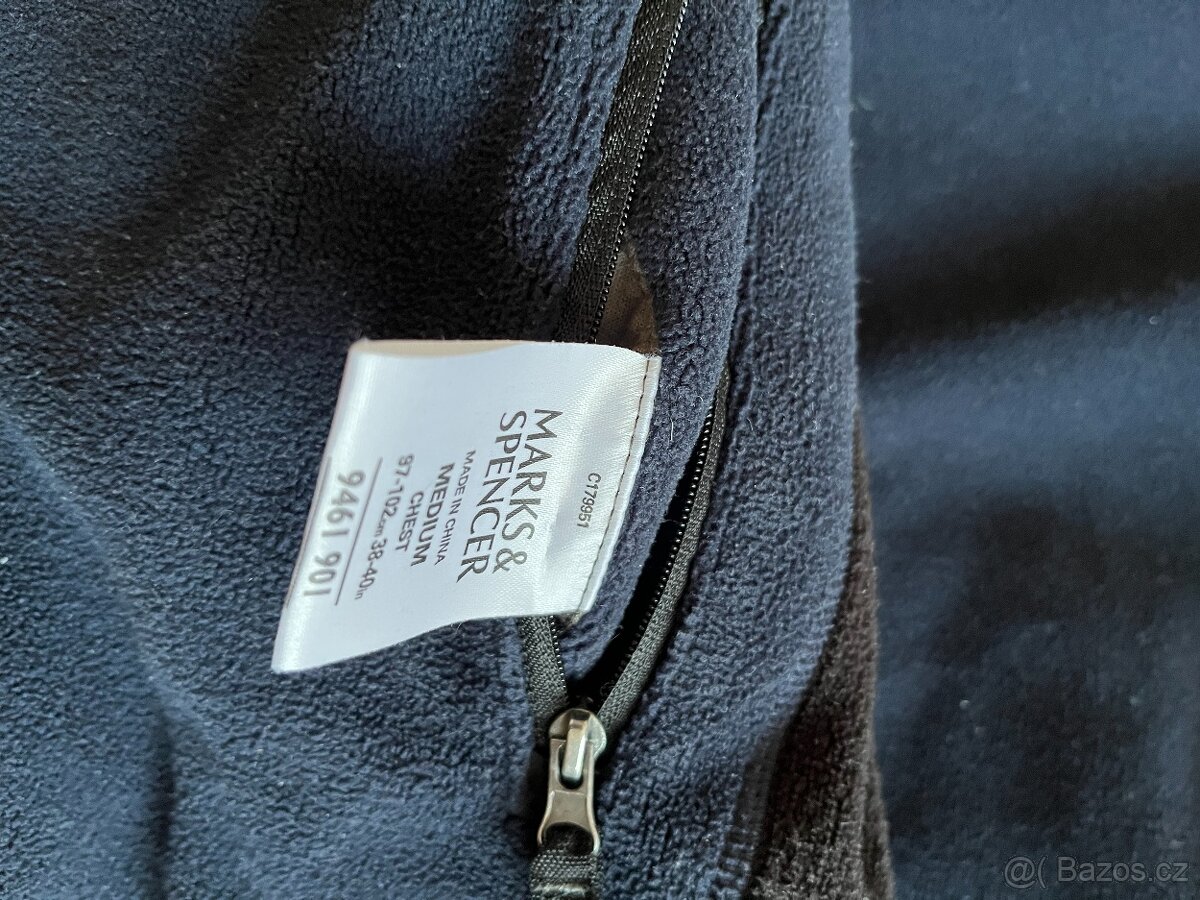 C179951
MARKS &
SPENCER
MADE IN CHINA
MEDIUM
CHEST
97-102cm 38-40in
9461 901
@( Bazos.cz